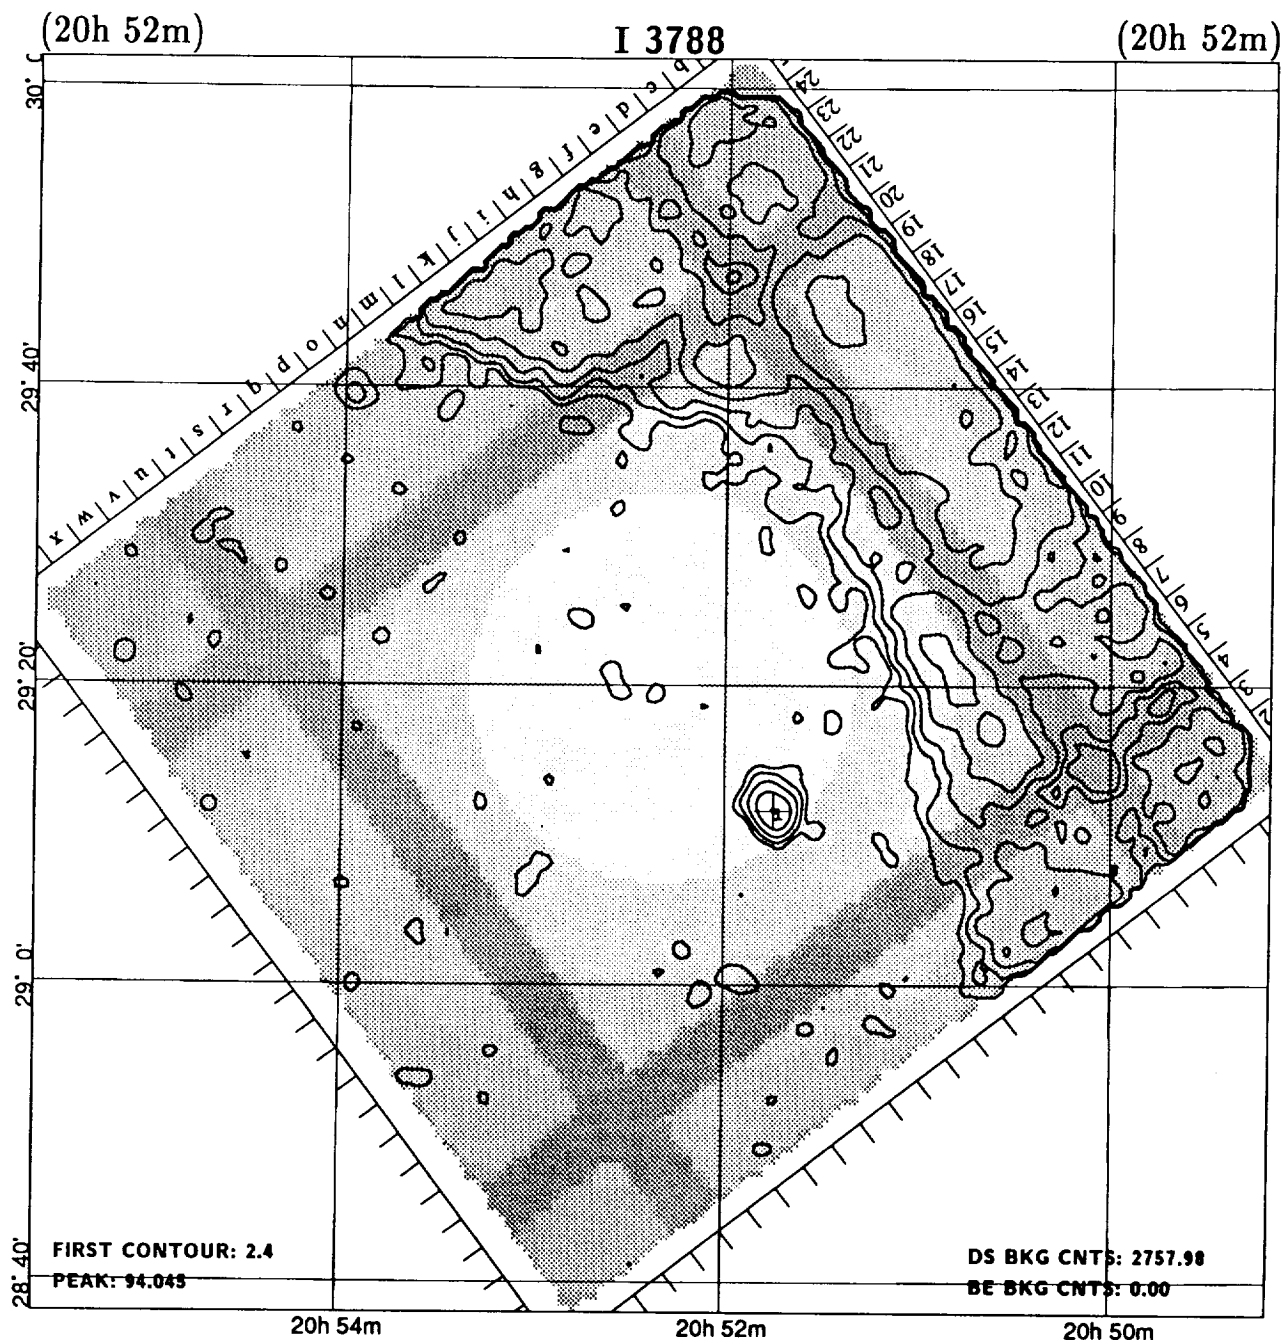 (20h 52m) I 3788 (20h 52m)
30°
b c d e f g h i j k l m n o p q r s t u v w x
24 23 22 21 20 19 18 17 16 15 14 13 12 11 10 9 8 7 6 5 4 3 2
29° 40'
29° 20'
29° 0'
28° 40'
FIRST CONTOUR: 2.4
PEAK: 94.045
DS BKG CNTS: 2757.98
BE BKG CNTS: 0.00
20h 54m 20h 52m 20h 50m